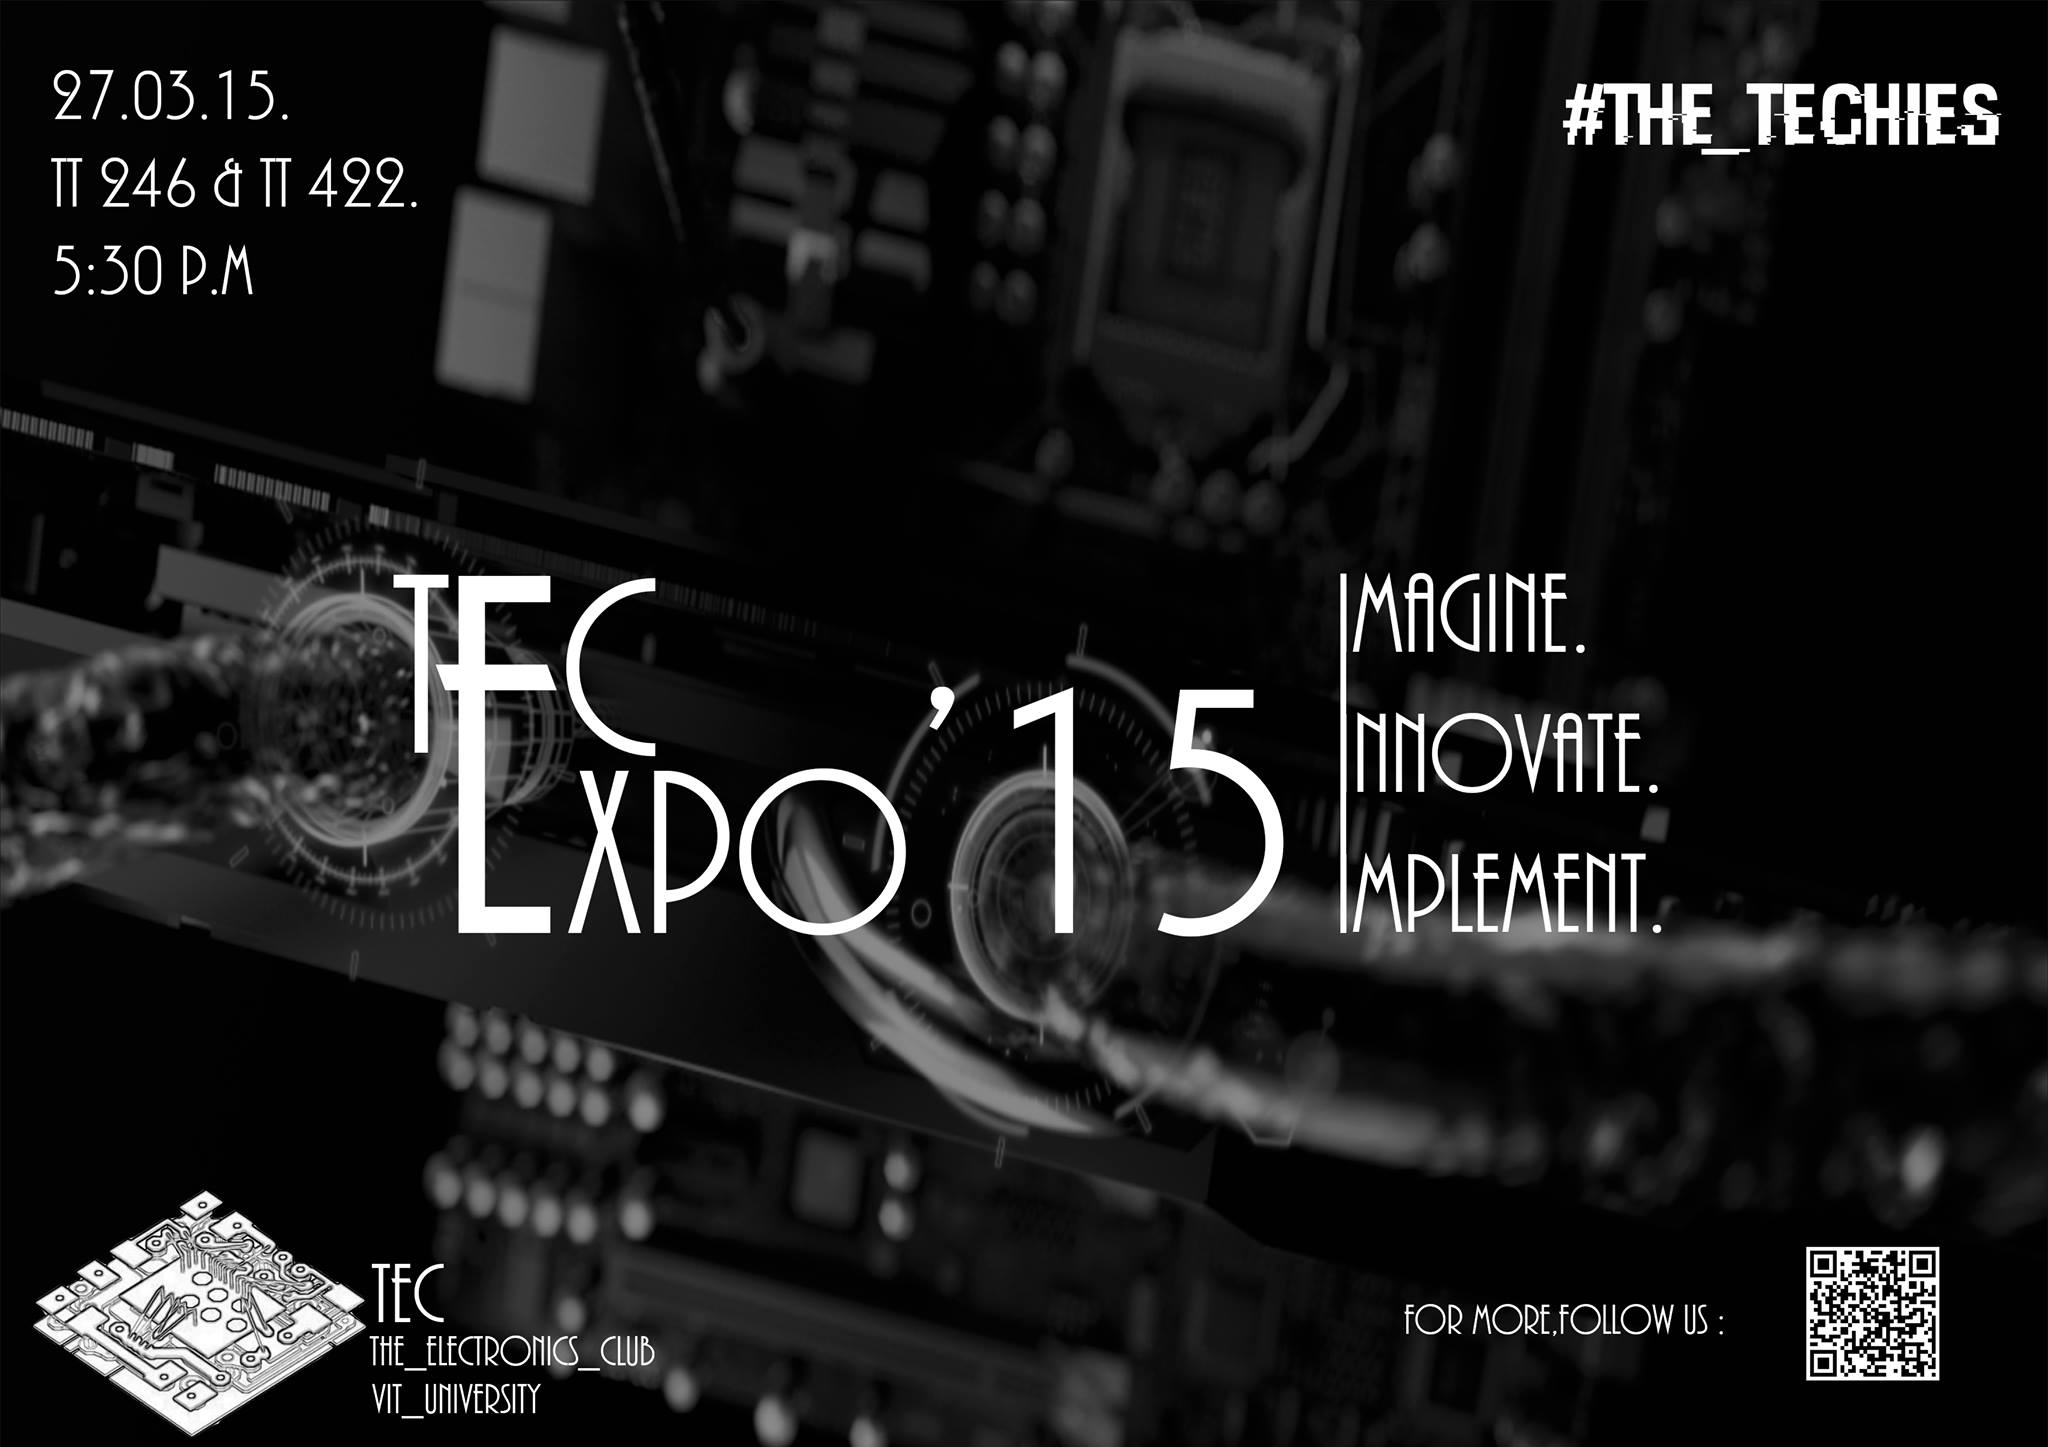 27.03.15.
TT 246 & TT 422.
5:30 P.M
#THE_TECHIES
TEC
EXPO '15
IMAGINE.
INNOVATE.
IMPLEMENT.
TEC
THE_ELECTRONICS_CLUB
VIT_UNIVERSITY
FOR MORE,FOLLOW US :